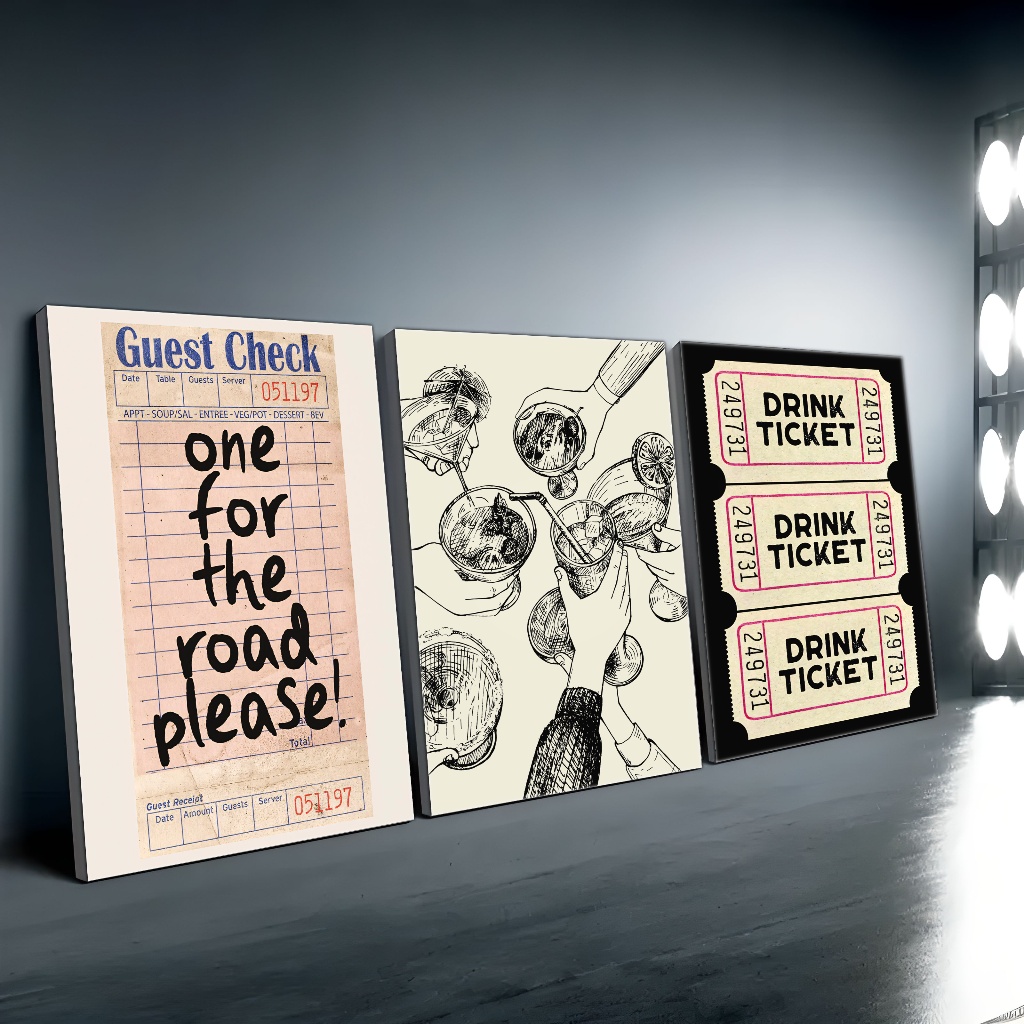 Guest Check
Date Table Guests Server 051197
APPT - SOUP/SAL - ENTREE - VEG/POT - DESSERT - BEV
one
for
the
road
please!
Total
Guest Receipt
Date Amount Guests Server 051197
249731 DRINK TICKET 249731
249731 DRINK TICKET 249731
249731 DRINK TICKET 249731